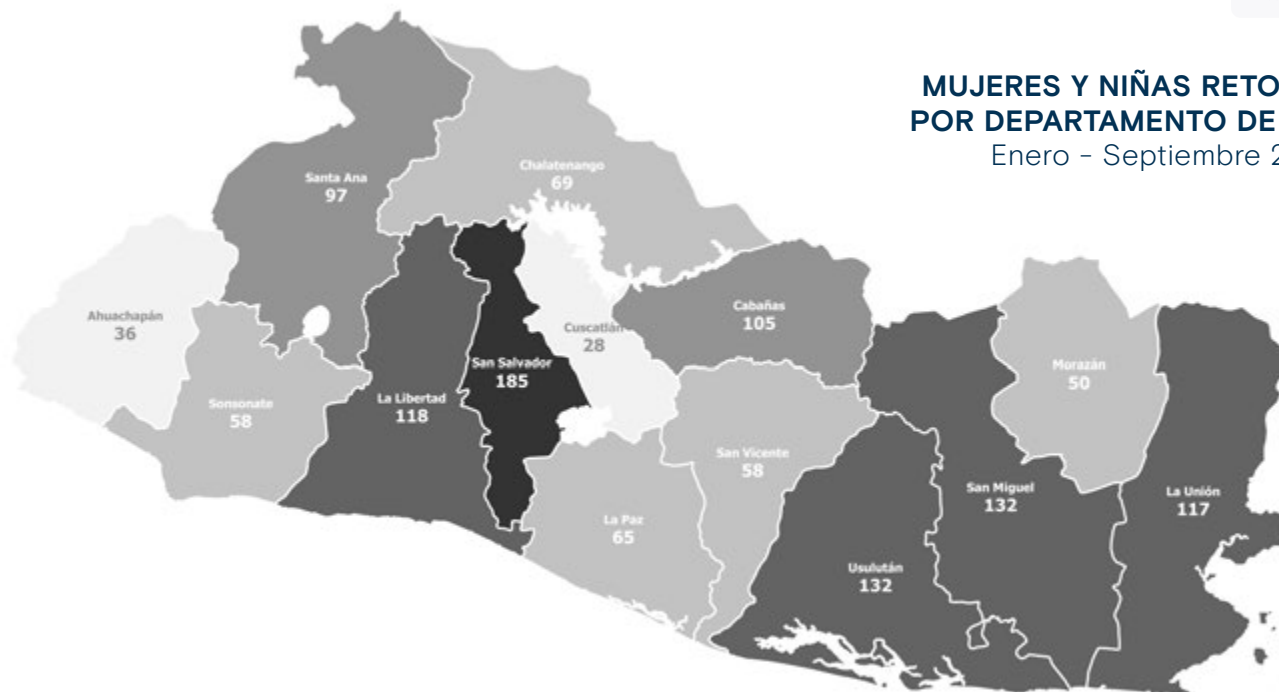 MUJERES Y NIÑAS RETO
POR DEPARTAMENTO DE
Enero - Septiembre 2
Chalatenango
69
Santa Ana
97
Ahuachapán
36
Cabañas
105
Cuscatlán
28
San Salvador
185
Morazán
50
Sonsonate
58
La Libertad
118
San Vicente
58
San Miguel
132
La Unión
117
La Paz
65
Usulután
132